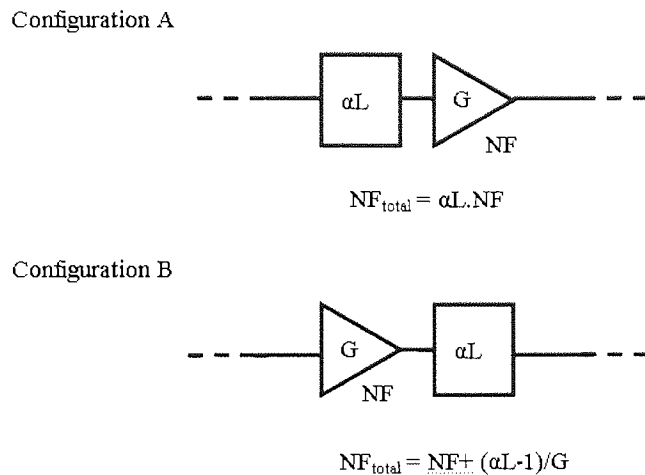 Configuration A
αL
G
NF
NFtotal = αL.NF
Configuration B
G
αL
NF
NFtotal = NF+ (αL-1)/G